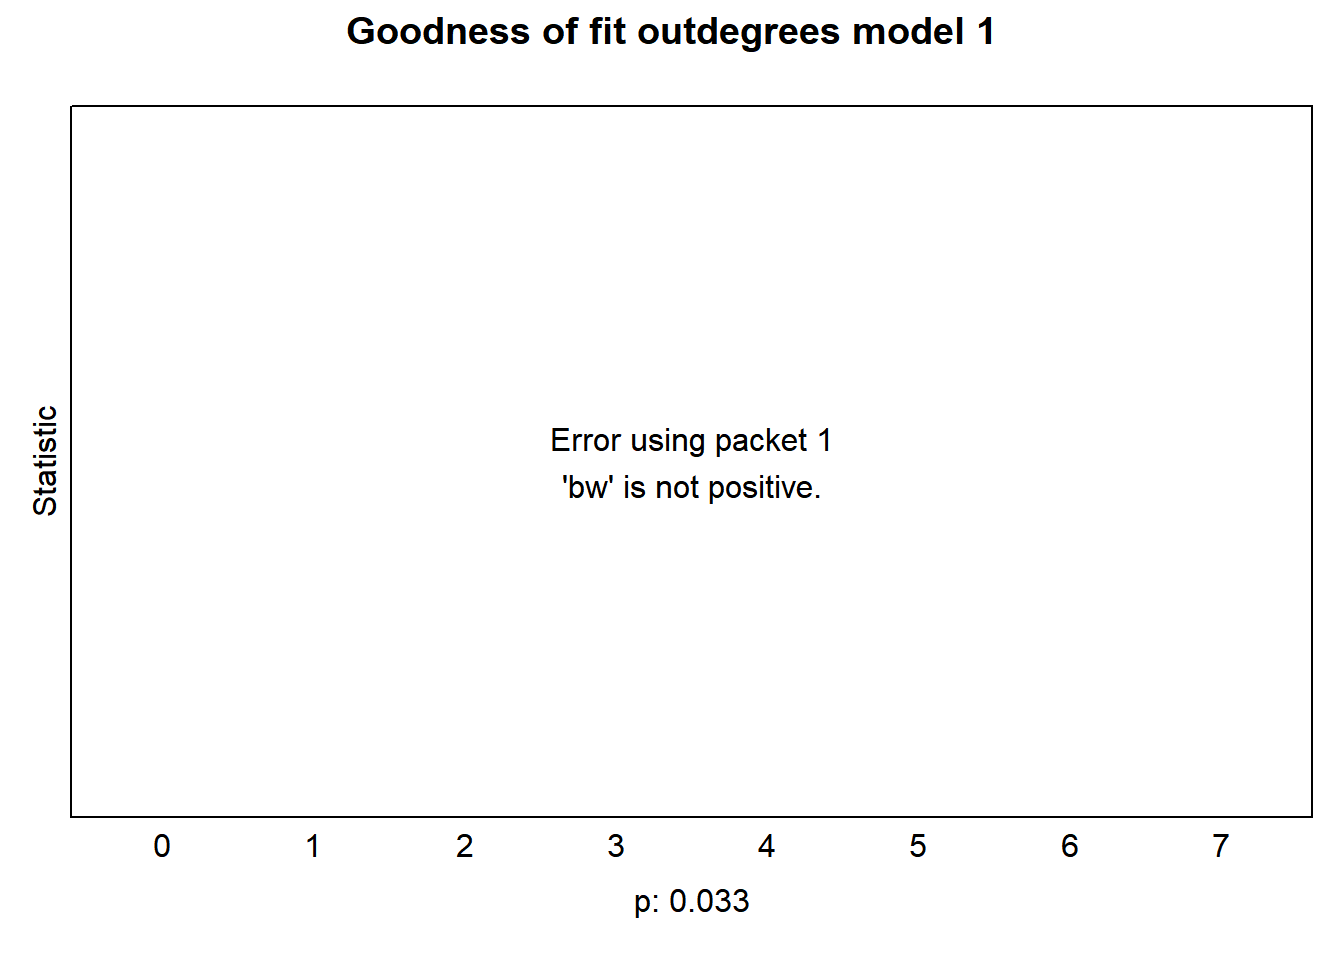 Goodness of fit outdegrees model 1
Statistic
Error using packet 1
'bw' is not positive.
0 1 2 3 4 5 6 7
p: 0.033